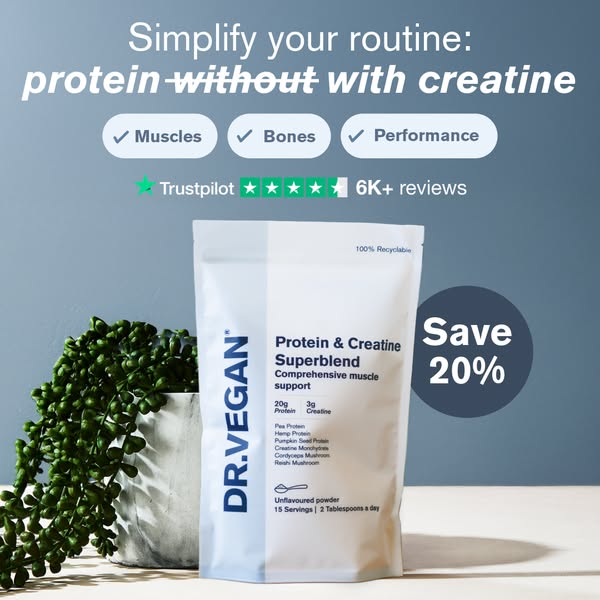 Simplify your routine:
protein without with creatine
Muscles
Bones
Performance
Trustpilot 6K+ reviews
100% Recyclable
DR.VEGAN®
Protein & Creatine
Superblend
Comprehensive muscle
support
20g
Protein
3g
Creatine
Pea Protein
Hemp Protein
Pumpkin Seed Protein
Creatine Monohydrate
Cordyceps Mushroom
Reishi Mushroom
Unflavoured powder
15 Servings | 2 Tablespoons a day
Save
20%